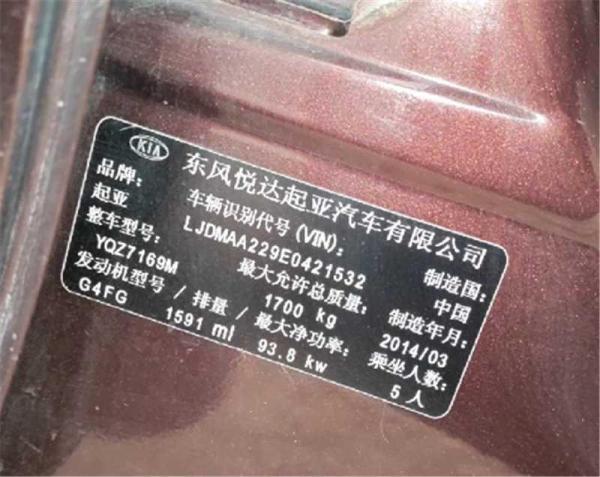 KIA 东风悦达起亚汽车有限公司
品牌: 车辆识别代号(VIN): 制造国:
起亚 LJDMAA229E0421532 中国
整车型号: 最大允许总质量: 制造年月:
YQZ7169M 1700 kg 2014/03
发动机型号 / 排量 / 最大净功率: 乘坐人数:
G4FG 1591 ml 93.8 kw 5 人